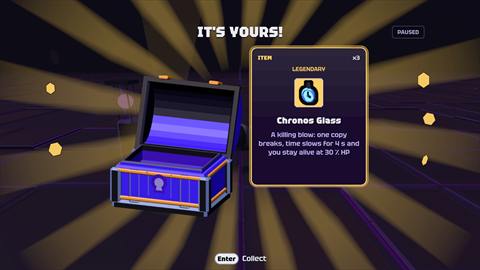 IT'S YOURS!
PAUSED
ITEM x3
LEGENDARY
Chronos Glass
A killing blow: one copy
breaks, time slows for 4 s and
you stay alive at 30 % HP
Enter Collect